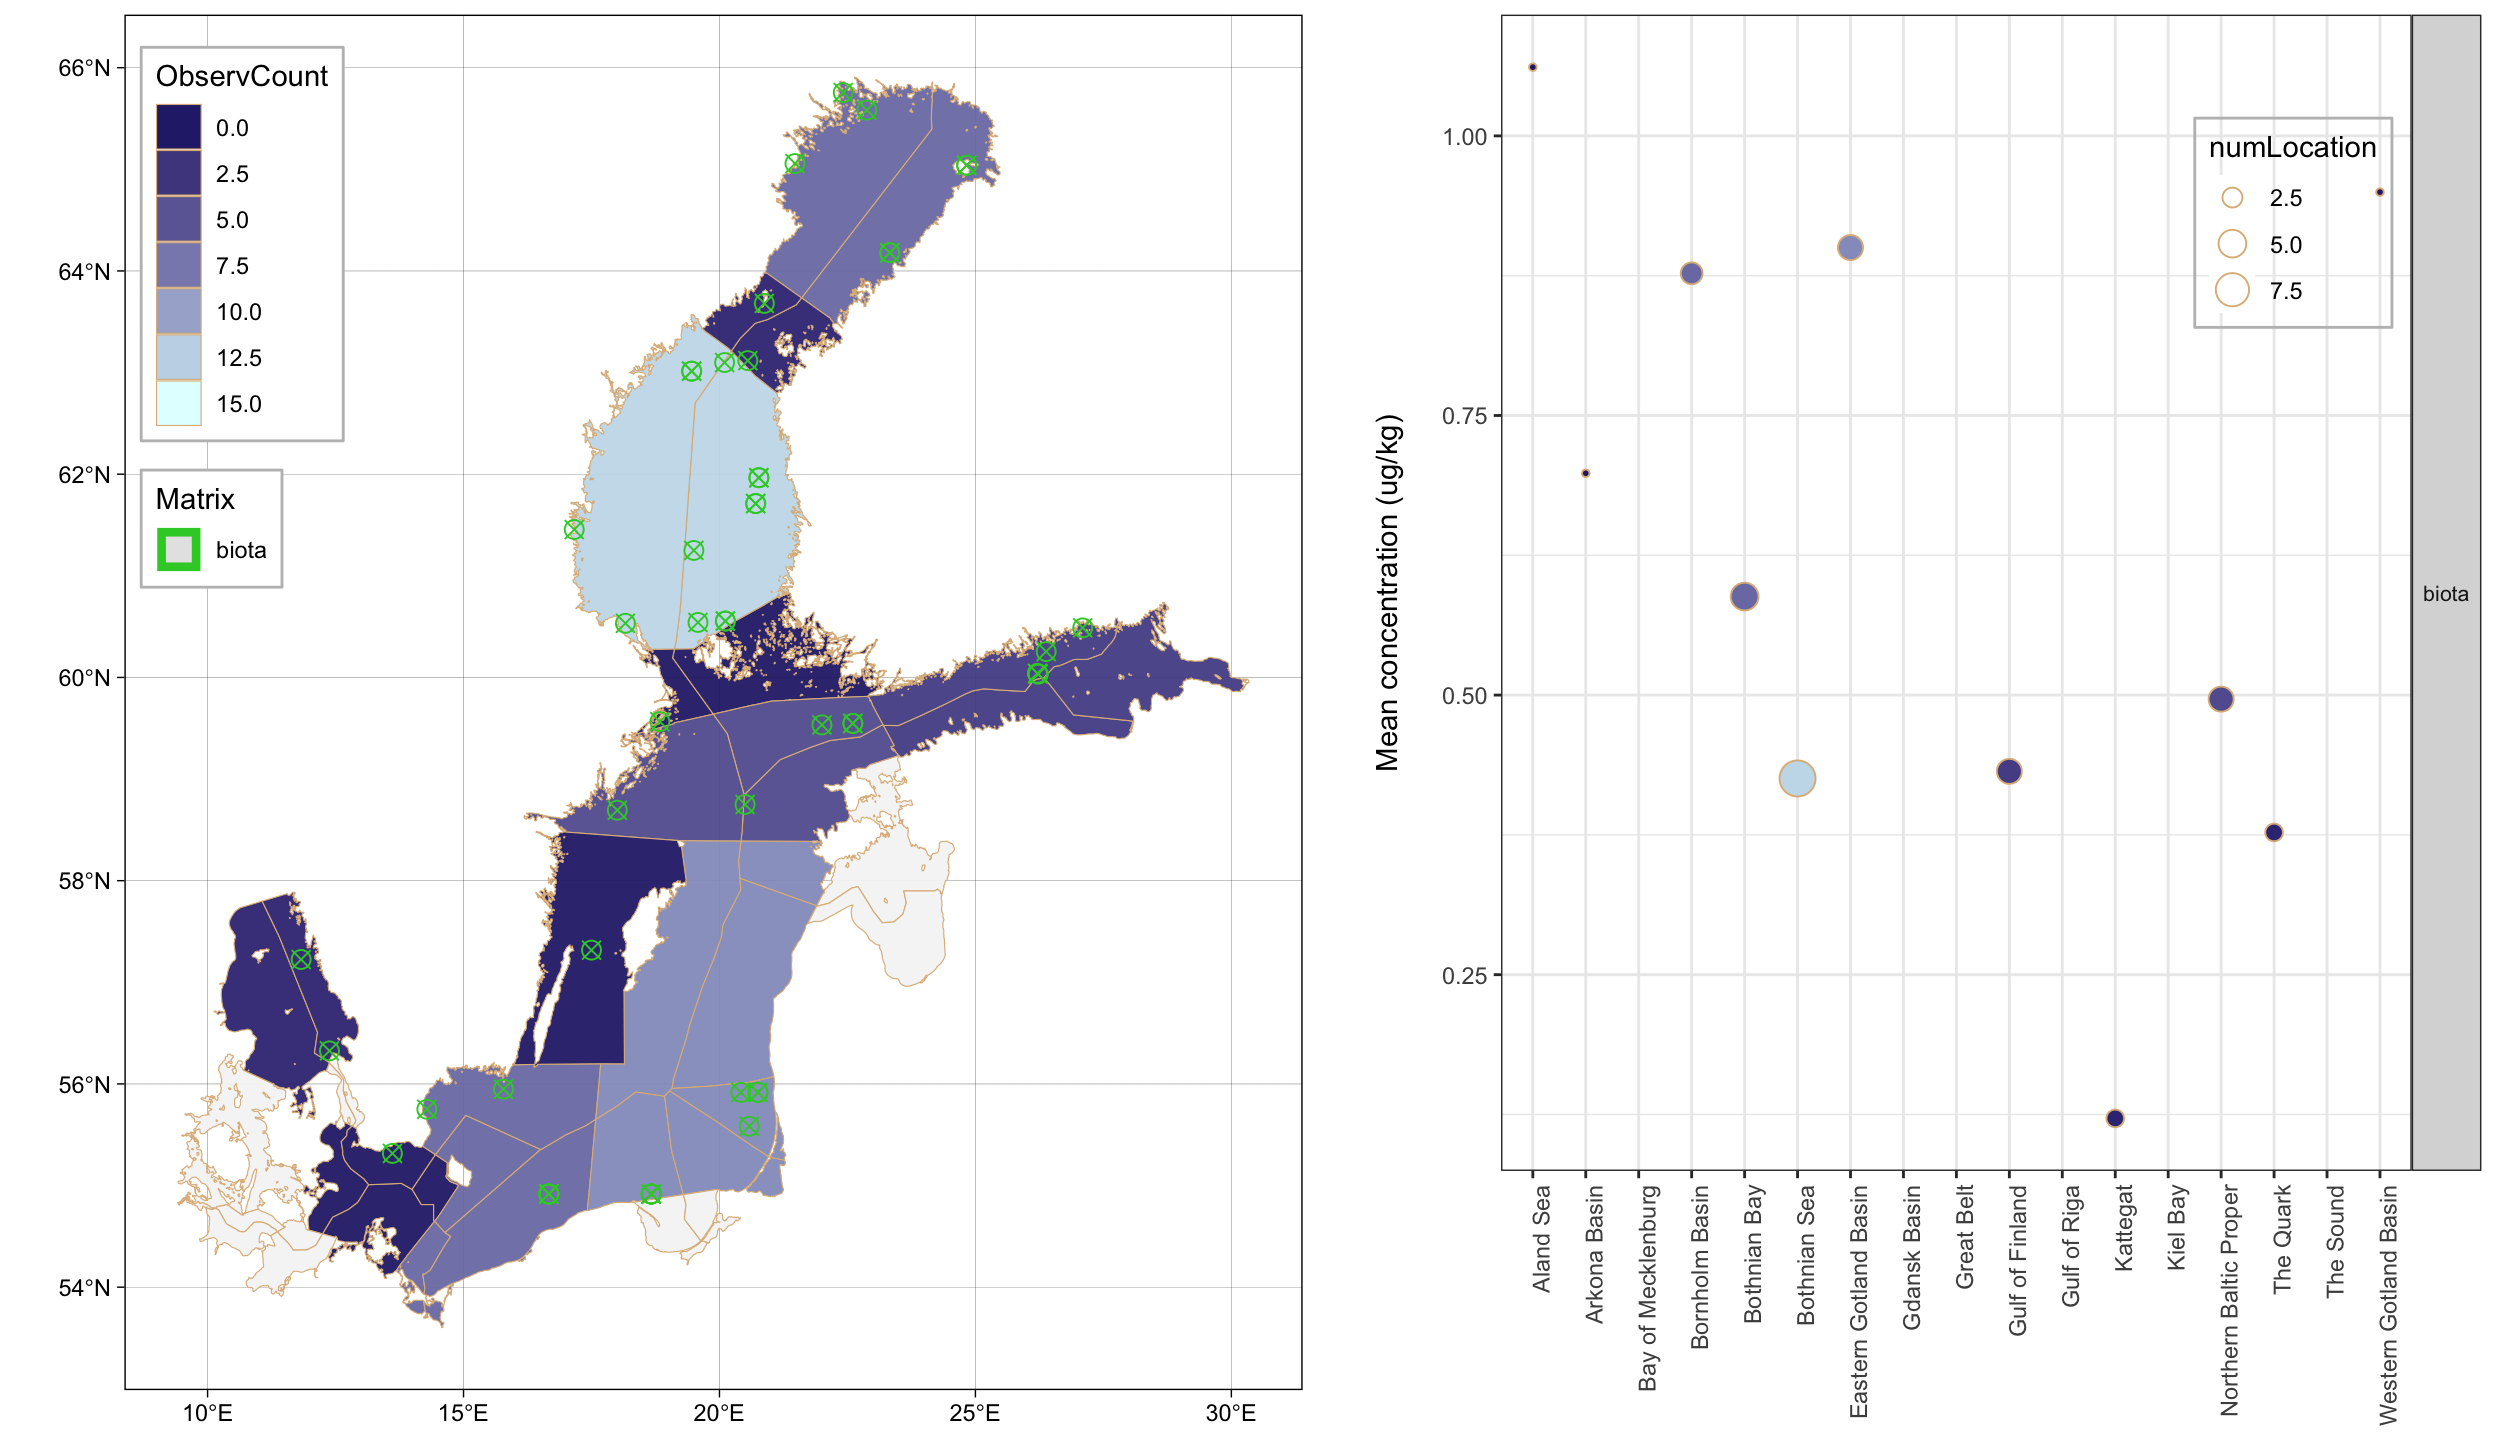 ObservCount
0.0
2.5
5.0
7.5
10.0
12.5
15.0
Matrix
biota
66°N
64°N
62°N
60°N
58°N
56°N
54°N
10°E
15°E
20°E
25°E
30°E
Mean concentration (ug/kg)
1.00
0.75
0.50
0.25
numLocation
2.5
5.0
7.5
biota
Aland Sea
Arkona Basin
Bay of Mecklenburg
Bornholm Basin
Bothnian Bay
Bothnian Sea
Eastern Gotland Basin
Gdansk Basin
Great Belt
Gulf of Finland
Gulf of Riga
Kattegat
Kiel Bay
Northern Baltic Proper
The Quark
The Sound
Western Gotland Basin